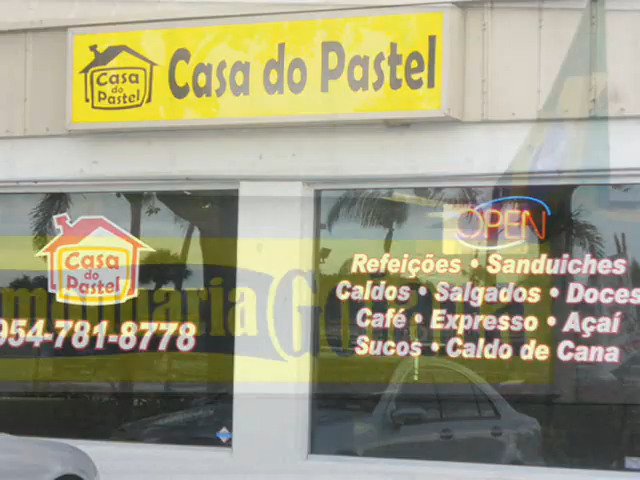 Casa
do
Pastel
Casa do Pastel
OPEN
Casa
do
Pastel
954-781-8778
Refeições • Sanduiches
Caldos • Salgados • Doces
Café • Expresso • Açaí
Sucos • Caldo de Cana